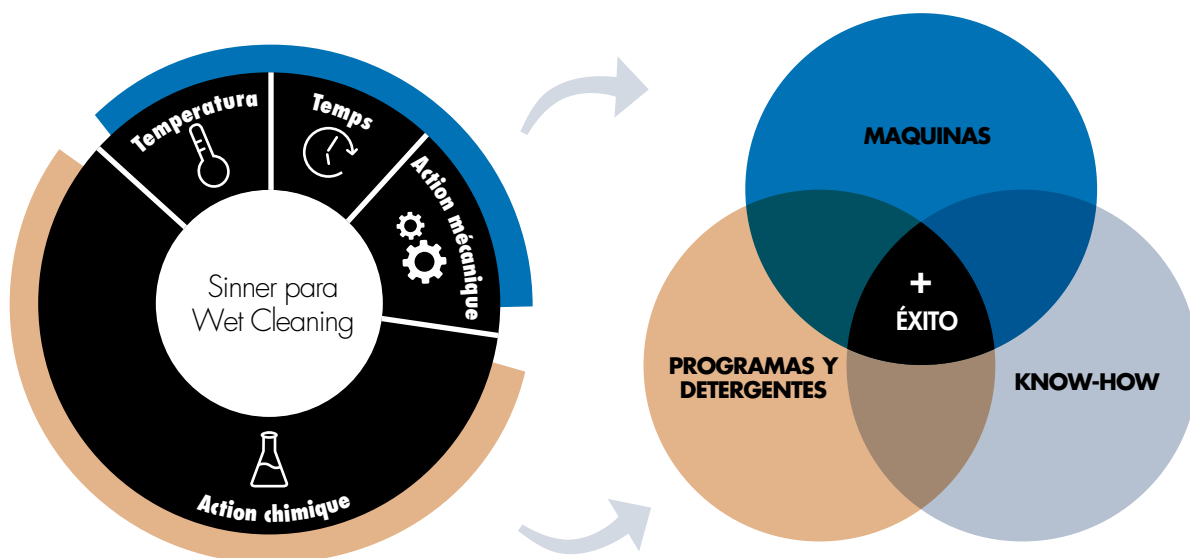 Temperatura
Temps
Action mécanique
Sinner para
Wet Cleaning
Action chimique
MAQUINAS
+
ÉXITO
PROGRAMAS Y
DETERGENTES
KNOW-HOW